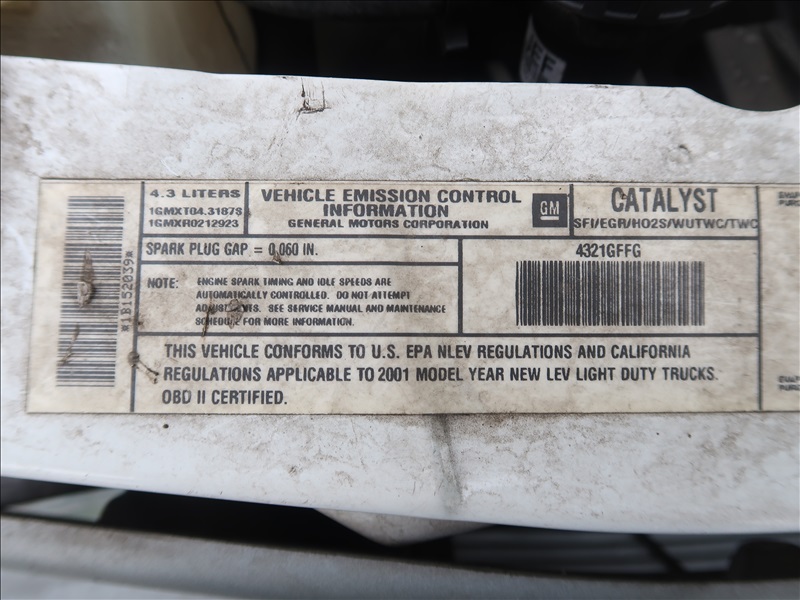 4.3 LITERS
1GMXT04.3187S
1GMXR0212923
VEHICLE EMISSION CONTROL
INFORMATION
GENERAL MOTORS CORPORATION
GM
CATALYST
SFI/EGR/HO2S/WUTWC/TWC
SPARK PLUG GAP = 0.060 IN.
4321GFFG
NOTE: ENGINE SPARK TIMING AND IDLE SPEEDS ARE
AUTOMATICALLY CONTROLLED. DO NOT ATTEMPT
ADJUSTMENTS. SEE SERVICE MANUAL AND MAINTENANCE
SCHEDULE FOR MORE INFORMATION.
THIS VEHICLE CONFORMS TO U.S. EPA NLEV REGULATIONS AND CALIFORNIA
REGULATIONS APPLICABLE TO 2001 MODEL YEAR NEW LEV LIGHT DUTY TRUCKS.
OBD II CERTIFIED.
*1B152039*